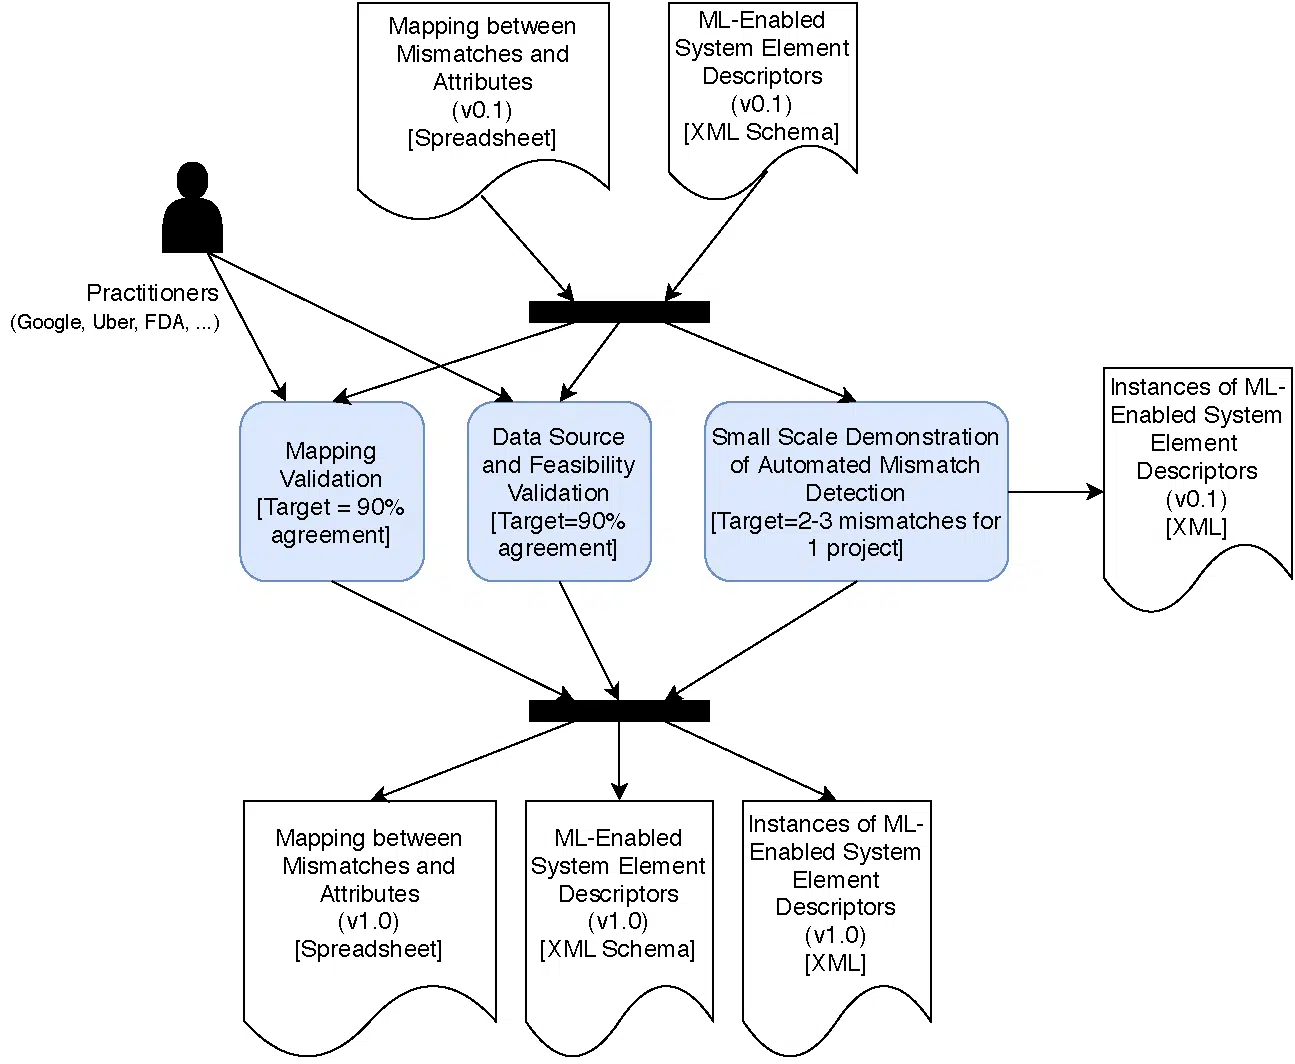 Mapping between
Mismatches and
Attributes
(v0.1)
[Spreadsheet]
ML-Enabled
System Element
Descriptors
(v0.1)
[XML Schema]
Practitioners
(Google, Uber, FDA, ...)
Mapping
Validation
[Target = 90%
agreement]
Data Source
and Feasibility
Validation
[Target=90%
agreement]
Small Scale Demonstration
of Automated Mismatch
Detection
[Target=2-3 mismatches for
1 project]
Instances of ML-
Enabled System
Element
Descriptors
(v0.1)
[XML]
Mapping between
Mismatches and
Attributes
(v1.0)
[Spreadsheet]
ML-Enabled
System Element
Descriptors
(v1.0)
[XML Schema]
Instances of ML-
Enabled System
Element
Descriptors
(v1.0)
[XML]